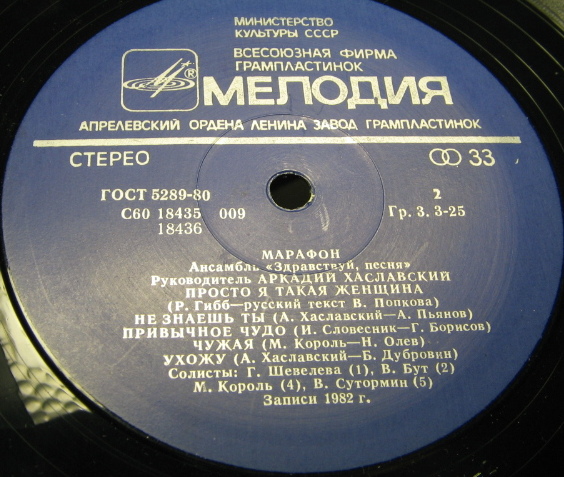 МИНИСТЕРСТВО
КУЛЬТУРЫ СССР
ВСЕСОЮЗНАЯ ФИРМА
ГРАМПЛАСТИНОК
® МЕЛОДИЯ
АПРЕЛЕВСКИЙ ОРДЕНА ЛЕНИНА ЗАВОД ГРАМПЛАСТИНОК
СТЕРЕО 33
ГОСТ 5289-80 2
С60 18435 009 Гр. 3. 3-25
18436
МАРАФОН
Ансамбль «Здравствуй, песня»
Руководитель АРКАДИЙ ХАСЛАВСКИЙ
ПРОСТО Я ТАКАЯ ЖЕНЩИНА
(Р. Гибб—русский текст В. Попкова)
НЕ ЗНАЕШЬ ТЫ (А. Хаславский—А. Пьянов)
ПРИВЫЧНОЕ ЧУДО (И. Словесник—Г. Борисов)
ЧУЖАЯ (М. Король—Н. Олев)
УХОЖУ (А. Хаславский—Б. Дубровин)
Солисты: Г. Шевелева (1), В. Бут (2)
М. Король (4), В. Сутормин (5)
Записи 1982 г.